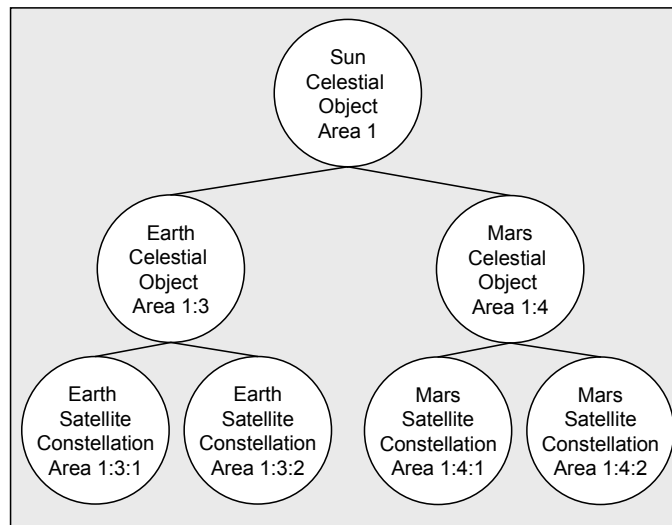 Sun
Celestial
Object
Area 1
Earth
Celestial
Object
Area 1:3
Mars
Celestial
Object
Area 1:4
Earth
Satellite
Constellation
Area 1:3:1
Earth
Satellite
Constellation
Area 1:3:2
Mars
Satellite
Constellation
Area 1:4:1
Mars
Satellite
Constellation
Area 1:4:2